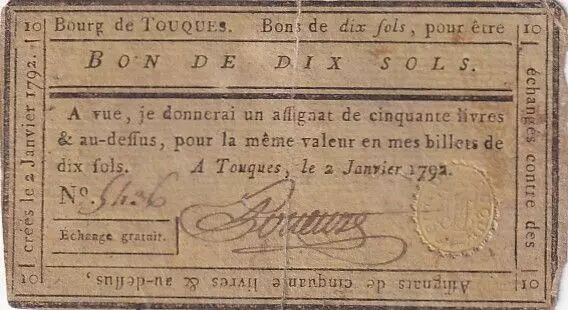 10 Bourg de TOUQUES. Bons de dix ſols, pour être 10
échangés contre des
10 Aſſignats de cinquante livres & au-deſſus, 10
créés le 2 Janvier 1792.
BON DE DIX SOLS.
A vue, je donnerai un aſſignat de cinquante livres
& au-deſſus, pour la même valeur en mes billets de
dix ſols. A Touques, le 2 Janvier 1792.
No.
Échange gratuit.